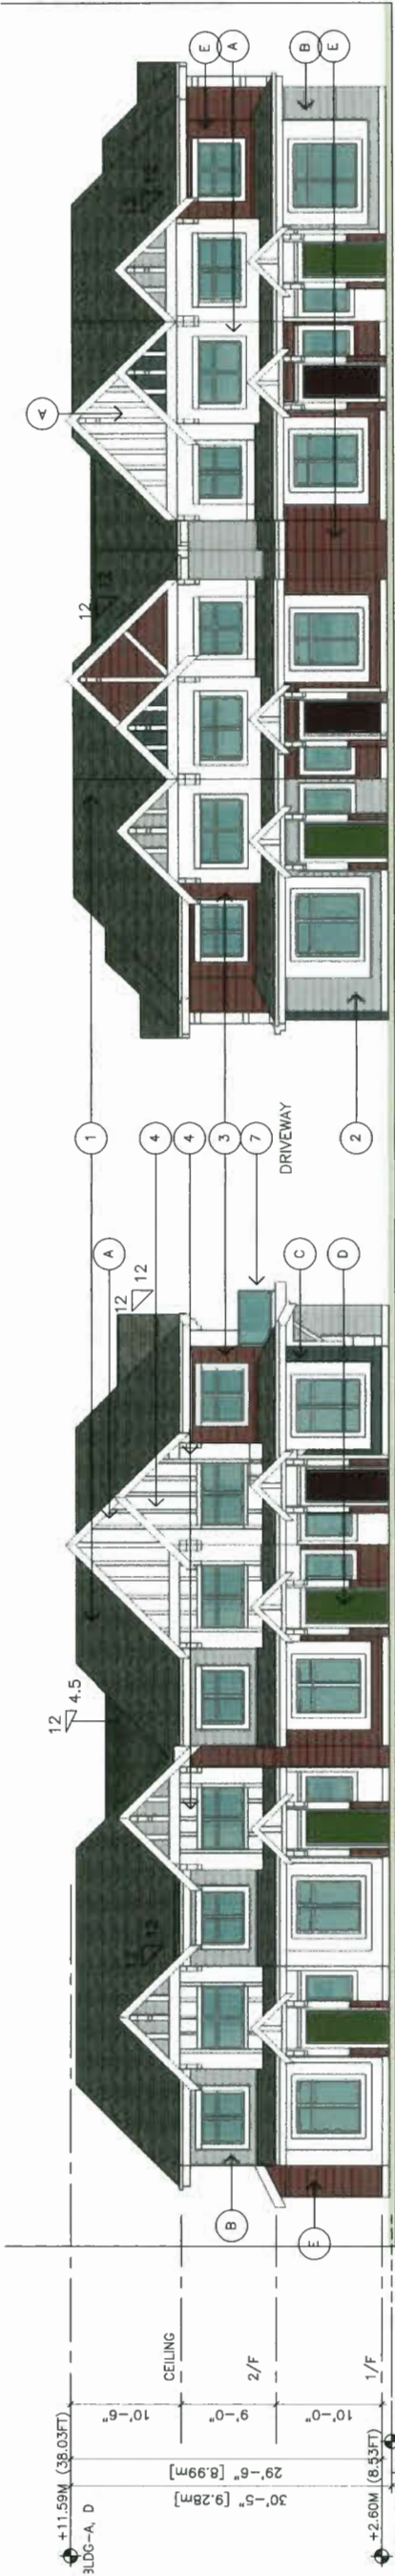 E
A
B
E
A
12
12
1
A
4
4
3
7
DRIVEWAY
2
12
12
C
D
12
4.5
12
B
E
CEILING
2/F
1/F
10'-6"
9'-0"
10'-0"
29'-6" [8.99m]
30'-5" [9.28m]
+11.59M (38.03FT)
BLDG-A, D
+2.60M (8.53FT)